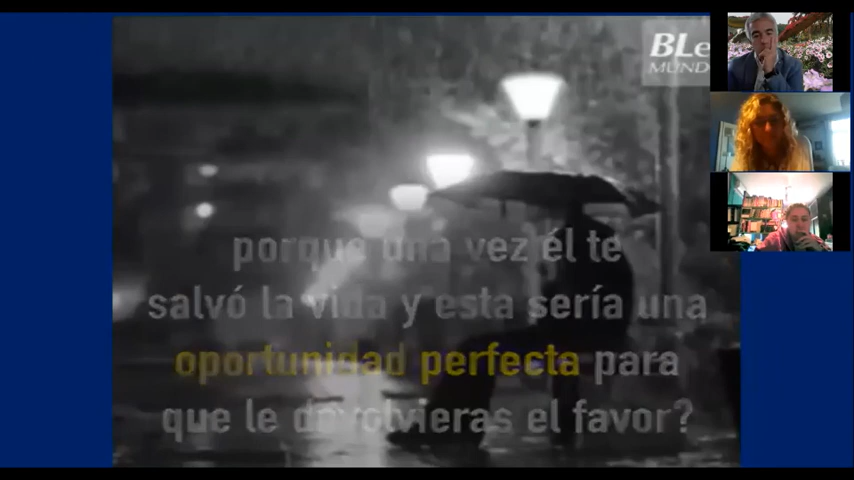 BLe
MUND
porque una vez él te
salvó la vida y esta sería una
oportunidad perfecta para
que le devolvieras el favor?